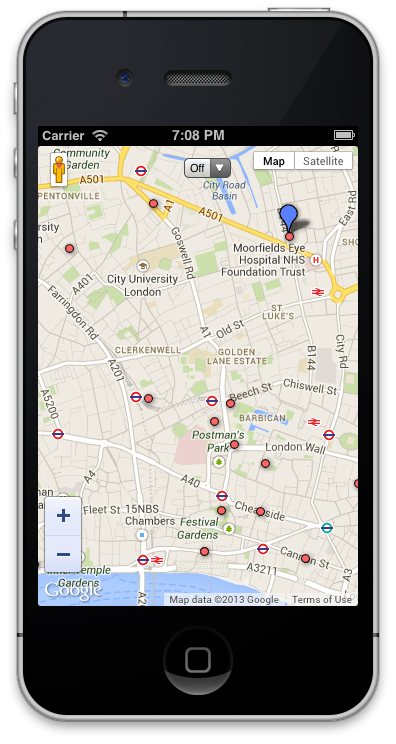 Carrier
7:08 PM
Community
Garden
A501
PENTONVILLE
Off
City Road
Basin
Map
Satellite
A1
A501
B144
East Rd
Goswell Rd
Moorfields Eye
Hospital NHS
Foundation Trust
H
A401
City University
London
Farringdon Rd
ST
LUKE'S
A1
Old St
City Rd
CLERKENWELL
GOLDEN
LANE ESTATE
B144
A201
A5200
Beech St
Chiswell St
BARBICAN
Postman's
Park
London Wall
A4
A40
Fleet St
15NBS
Chambers
Cheapside
Festival
Gardens
Cannon St
Inner Temple
Gardens
A3211
A3
A2
+
−
Google
Map data ©2013 Google
Terms of Use